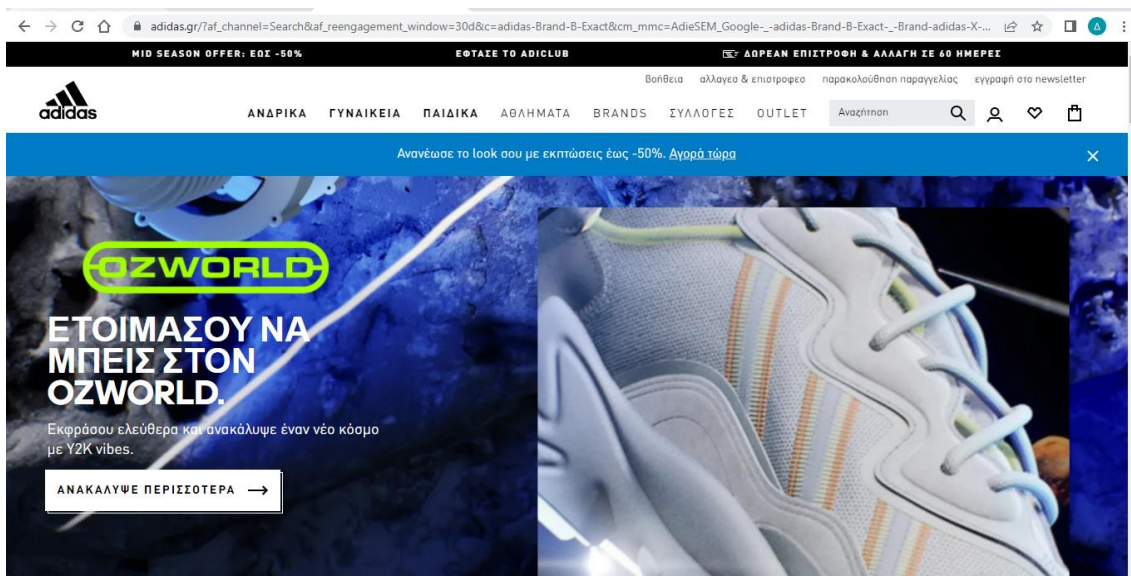 adidas.gr/?af_channel=Search&af_reengagement_window=30d&c=adidas-Brand-B-Exact&cm_mmc=AdieSEM_Google-_-adidas-Brand-B-Exact-_-Brand-adidas-X-...
Δ
MID SEASON OFFER: ΕΩΣ -50%
ΕΦΤΑΣΕ ΤΟ ADICLUB
ΔΩΡΕΑΝ ΕΠΙΣΤΡΟΦΗ & ΑΛΛΑΓΗ ΣΕ 60 ΗΜΕΡΕΣ
Βοήθεια αλλαγεσ & επιστροφεσ παρακολούθηση παραγγελίας εγγραφή στο newsletter
adidas
ΑΝΔΡΙΚΑ ΓΥΝΑΙΚΕΙΑ ΠΑΙΔΙΚΑ ΑΘΛΗΜΑΤΑ BRANDS ΣΥΛΛΟΓΕΣ OUTLET Αναζήτηση
Ανανέωσε το look σου με εκπτώσεις έως -50%. Αγορά τώρα
OZWORLD
ΕΤΟΙΜΑΣΟΥ ΝΑ
ΜΠΕΙΣ ΣΤΟΝ
OZWORLD.
Εκφράσου ελεύθερα και ανακάλυψε έναν νέο κόσμο
με Y2K vibes.
ΑΝΑΚΑΛΥΨΕ ΠΕΡΙΣΣΟΤΕΡΑ